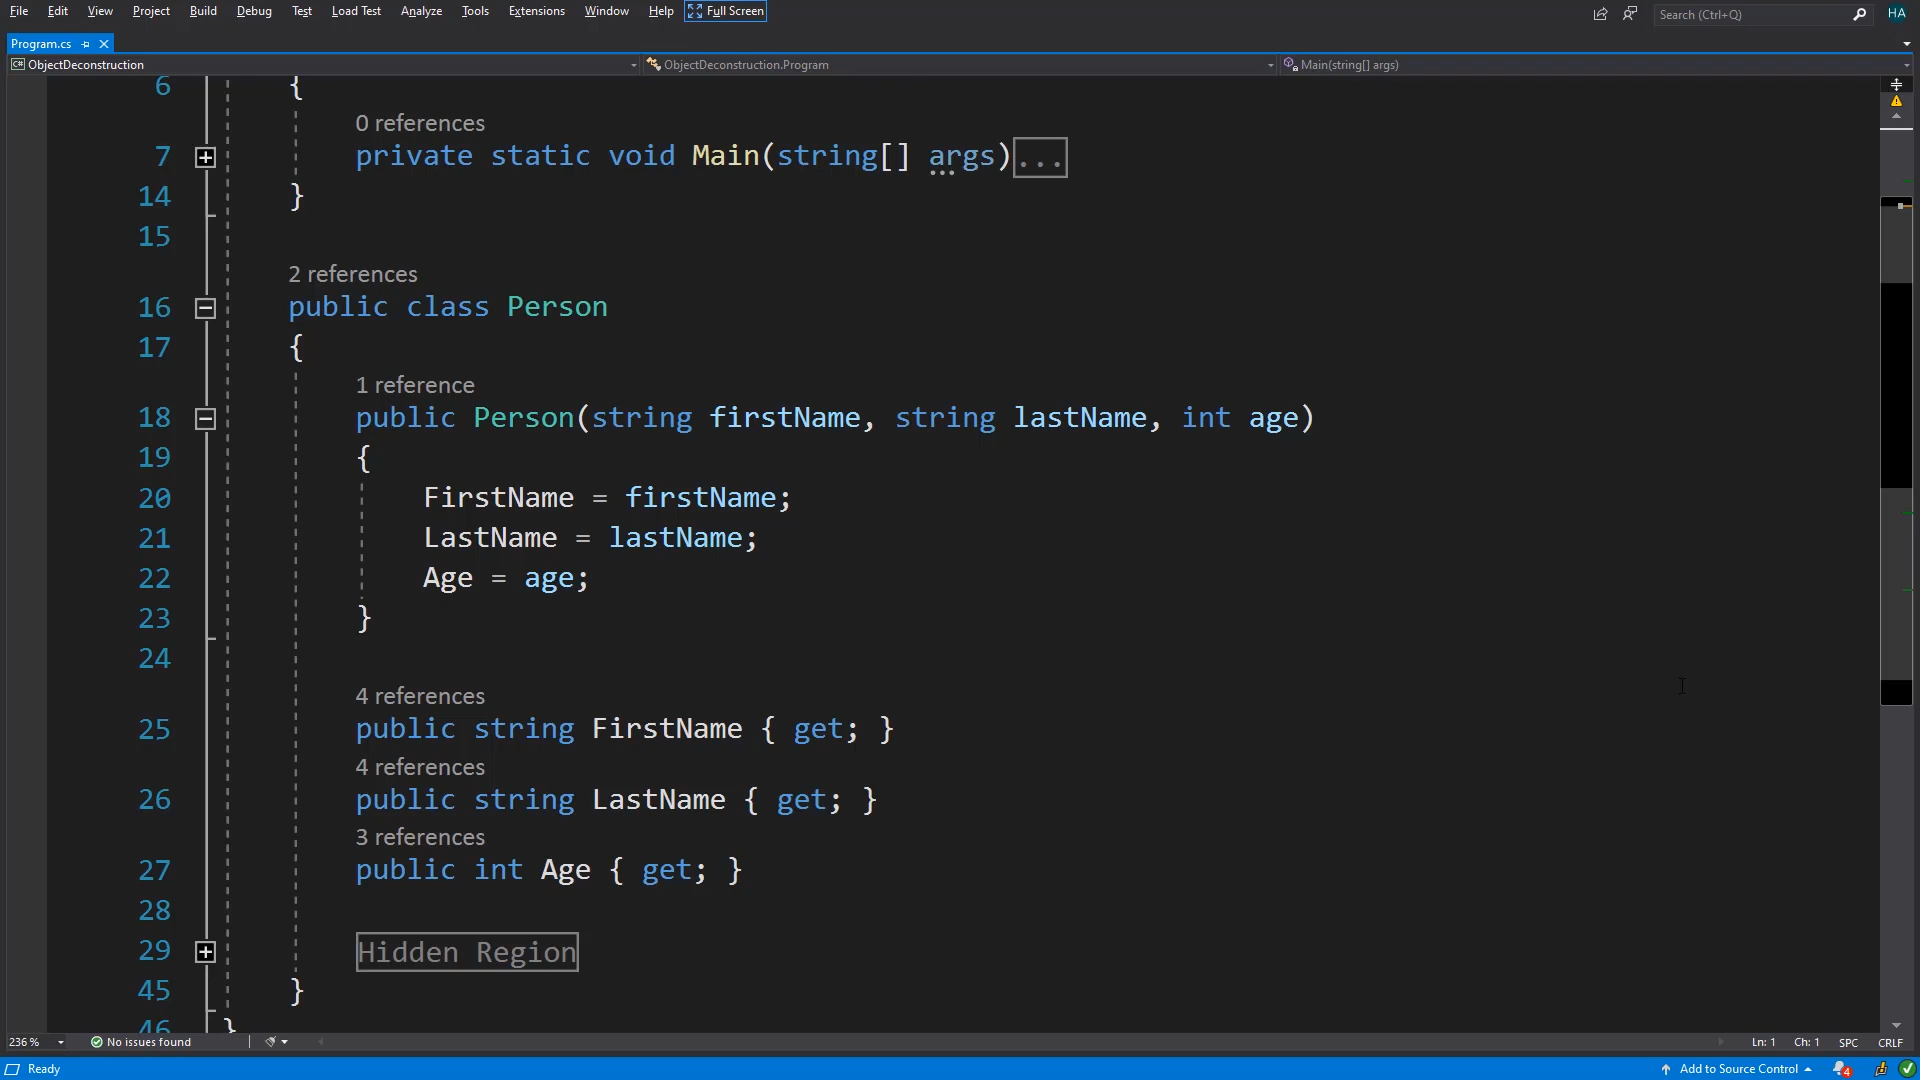 File Edit View Project Build Debug Test Load Test Analyze Tools Extensions Window Help Full Screen Search (Ctrl+Q) HA
Program.cs
C# ObjectDeconstruction ObjectDeconstruction.Program Main(string[] args)
6 {
0 references
7 private static void Main(string[] args)...
14 }
15
2 references
16 public class Person
17 {
1 reference
18 public Person(string firstName, string lastName, int age)
19 {
20 FirstName = firstName;
21 LastName = lastName;
22 Age = age;
23 }
24
4 references
25 public string FirstName { get; }
4 references
26 public string LastName { get; }
3 references
27 public int Age { get; }
28
29 Hidden Region
45 }
46 }
236 % No issues found Ln: 1 Ch: 1 SPC CRLF
Ready Add to Source Control 4